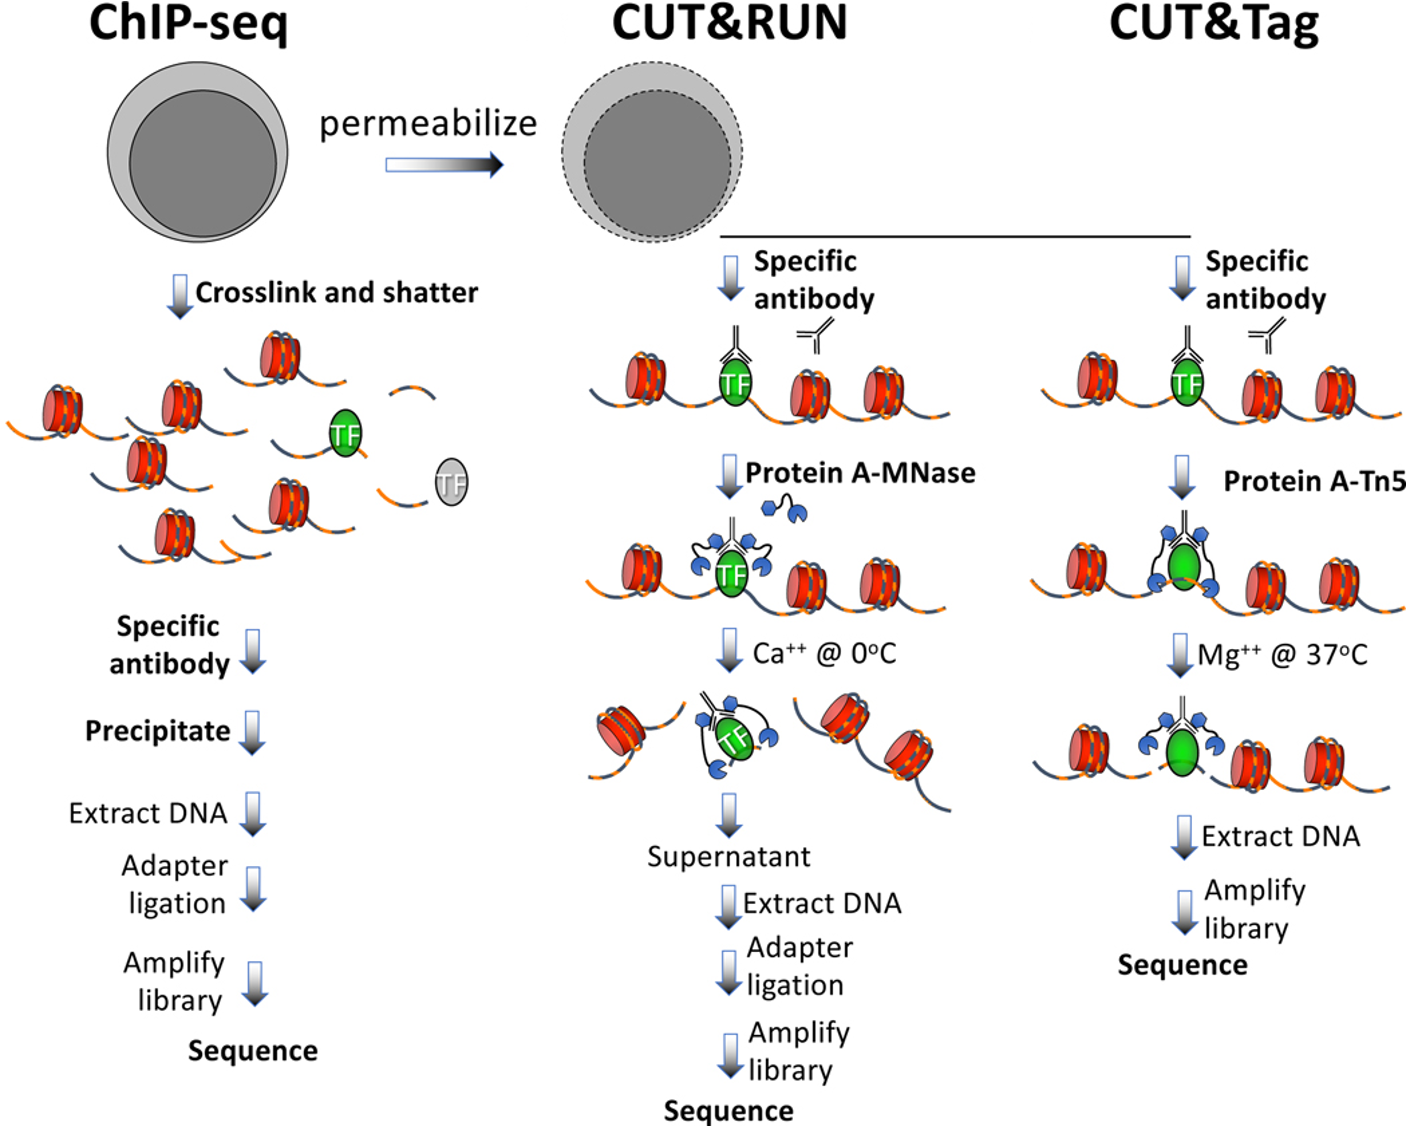 ChIP-seq
CUT&RUN
CUT&Tag
permeabilize
Crosslink and shatter
TF
TF
Specific
antibody
Precipitate
Extract DNA
Adapter
ligation
Amplify
library
Sequence
Specific
antibody
TF
Protein A-MNase
TF
Ca⁺⁺ @ 0ᵒC
TF
Supernatant
Extract DNA
Adapter
ligation
Amplify
library
Sequence
Specific
antibody
TF
Protein A-Tn5
Mg⁺⁺ @ 37ᵒC
Extract DNA
Amplify
library
Sequence